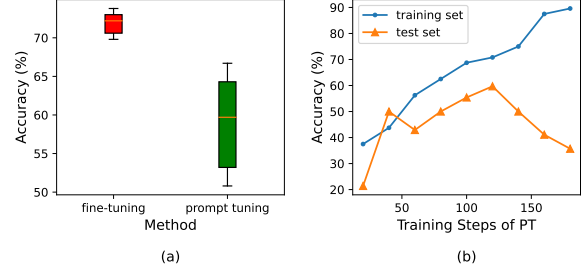 Accuracy (%)
70
65
60
55
50
fine-tuning
prompt tuning
Method
(a)
Accuracy (%)
90
80
70
60
50
40
30
20
training set
test set
50
100
150
Training Steps of PT
(b)